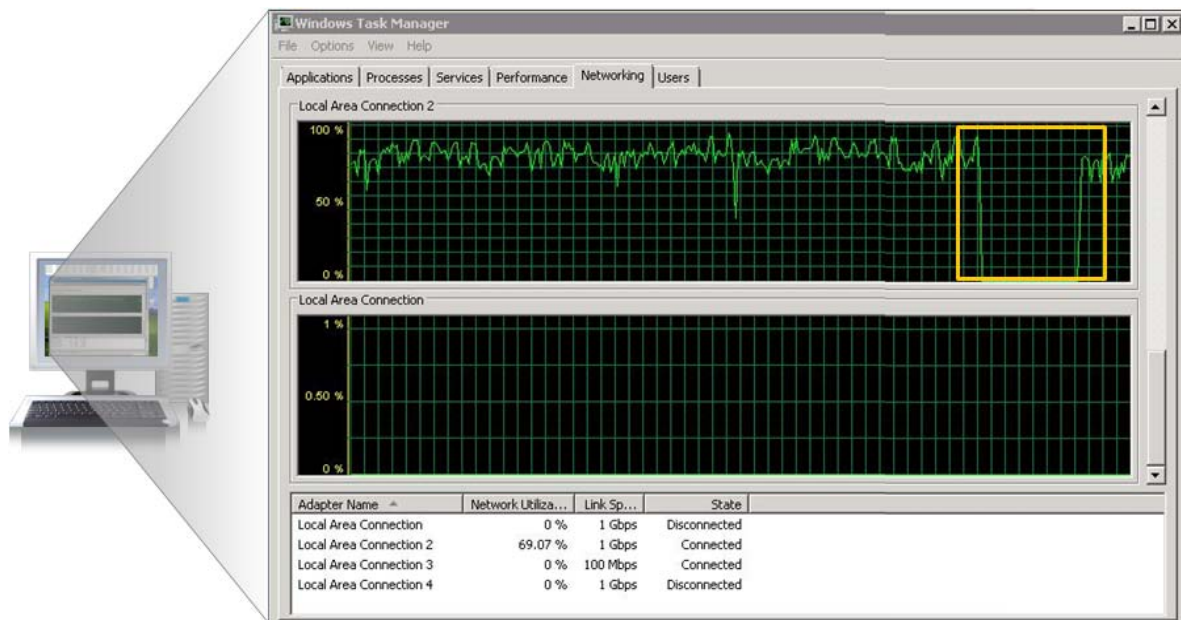 Windows Task Manager
File Options View Help
Applications Processes Services Performance Networking Users
Local Area Connection 2
100 %
50 %
0 %
Local Area Connection
1 %
0.50 %
0 %
Adapter Name Network Utiliza... Link Sp... State
Local Area Connection 0 % 1 Gbps Disconnected
Local Area Connection 2 69.07 % 1 Gbps Connected
Local Area Connection 3 0 % 100 Mbps Connected
Local Area Connection 4 0 % 1 Gbps Disconnected